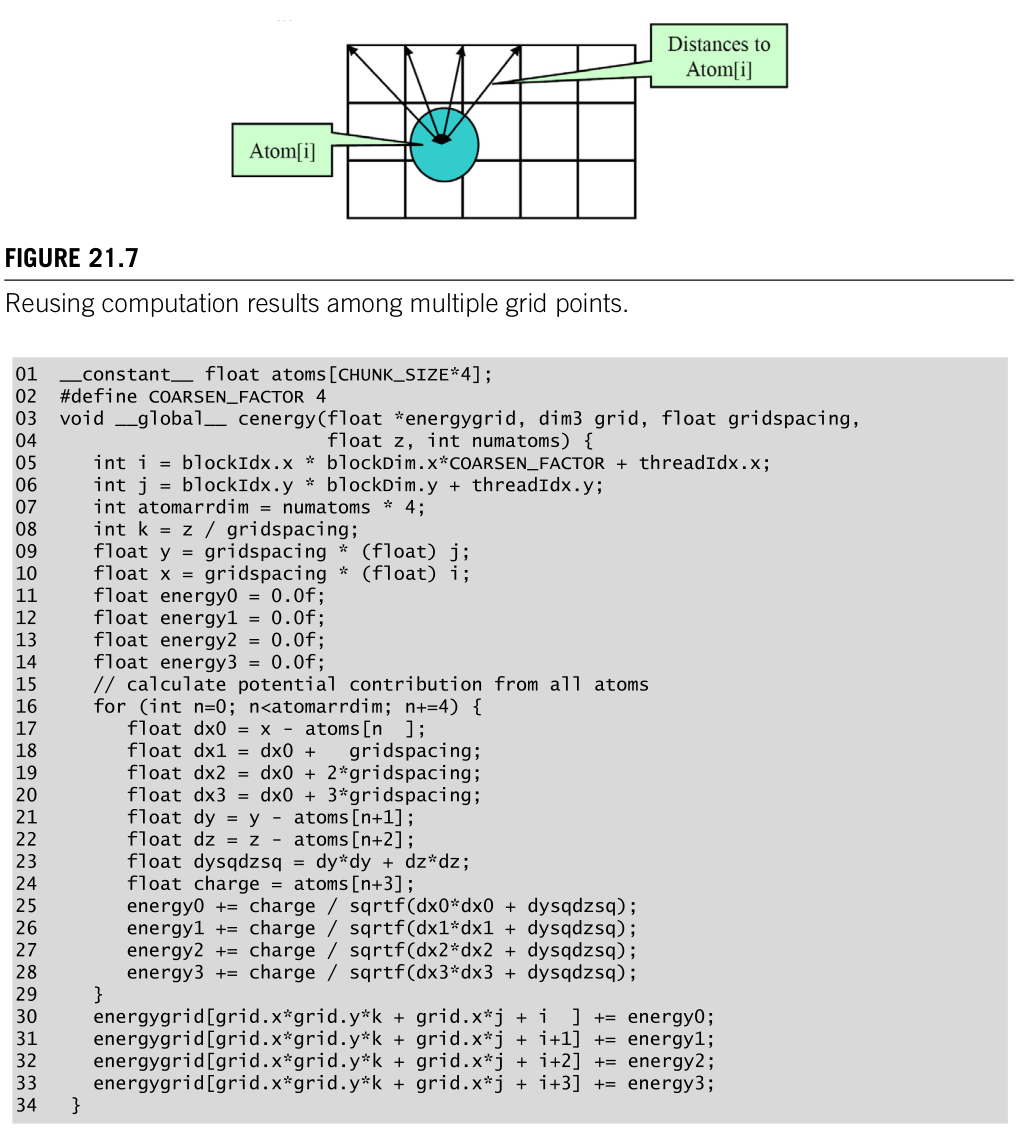 Distances to
Atom[i]
Atom[i]
FIGURE 21.7
Reusing computation results among multiple grid points.
01 __constant__ float atoms[CHUNK_SIZE*4];
02 #define COARSEN_FACTOR 4
03 void __global__ cenergy(float *energygrid, dim3 grid, float gridspacing,
04 float z, int numatoms) {
05 int i = blockIdx.x * blockDim.x*COARSEN_FACTOR + threadIdx.x;
06 int j = blockIdx.y * blockDim.y + threadIdx.y;
07 int atomarrdim = numatoms * 4;
08 int k = z / gridspacing;
09 float y = gridspacing * (float) j;
10 float x = gridspacing * (float) i;
11 float energy0 = 0.0f;
12 float energy1 = 0.0f;
13 float energy2 = 0.0f;
14 float energy3 = 0.0f;
15 // calculate potential contribution from all atoms
16 for (int n=0; n<atomarrdim; n+=4) {
17 float dx0 = x - atoms[n  ];
18 float dx1 = dx0 +   gridspacing;
19 float dx2 = dx0 + 2*gridspacing;
20 float dx3 = dx0 + 3*gridspacing;
21 float dy = y - atoms[n+1];
22 float dz = z - atoms[n+2];
23 float dysqdzsq = dy*dy + dz*dz;
24 float charge = atoms[n+3];
25 energy0 += charge / sqrtf(dx0*dx0 + dysqdzsq);
26 energy1 += charge / sqrtf(dx1*dx1 + dysqdzsq);
27 energy2 += charge / sqrtf(dx2*dx2 + dysqdzsq);
28 energy3 += charge / sqrtf(dx3*dx3 + dysqdzsq);
29 }
30 energygrid[grid.x*grid.y*k + grid.x*j + i  ] += energy0;
31 energygrid[grid.x*grid.y*k + grid.x*j + i+1] += energy1;
32 energygrid[grid.x*grid.y*k + grid.x*j + i+2] += energy2;
33 energygrid[grid.x*grid.y*k + grid.x*j + i+3] += energy3;
34 }